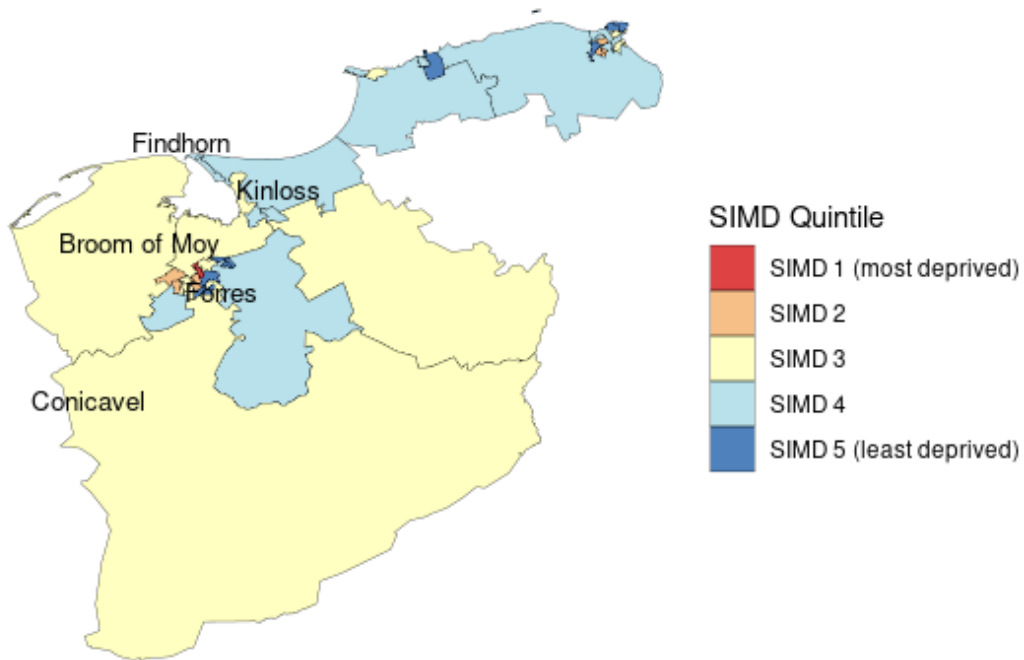 Findhorn
Kinloss
Broom of Moy
Forres
Conicavel
SIMD Quintile
SIMD 1 (most deprived)
SIMD 2
SIMD 3
SIMD 4
SIMD 5 (least deprived)